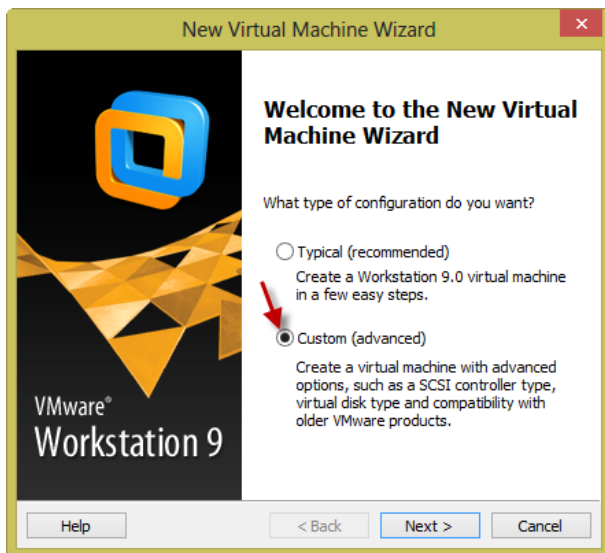 New Virtual Machine Wizard
Welcome to the New Virtual
Machine Wizard
What type of configuration do you want?
Typical (recommended)
Create a Workstation 9.0 virtual machine
in a few easy steps.
Custom (advanced)
Create a virtual machine with advanced
options, such as a SCSI controller type,
virtual disk type and compatibility with
older VMware products.
VMware®
Workstation 9
Help
< Back
Next >
Cancel